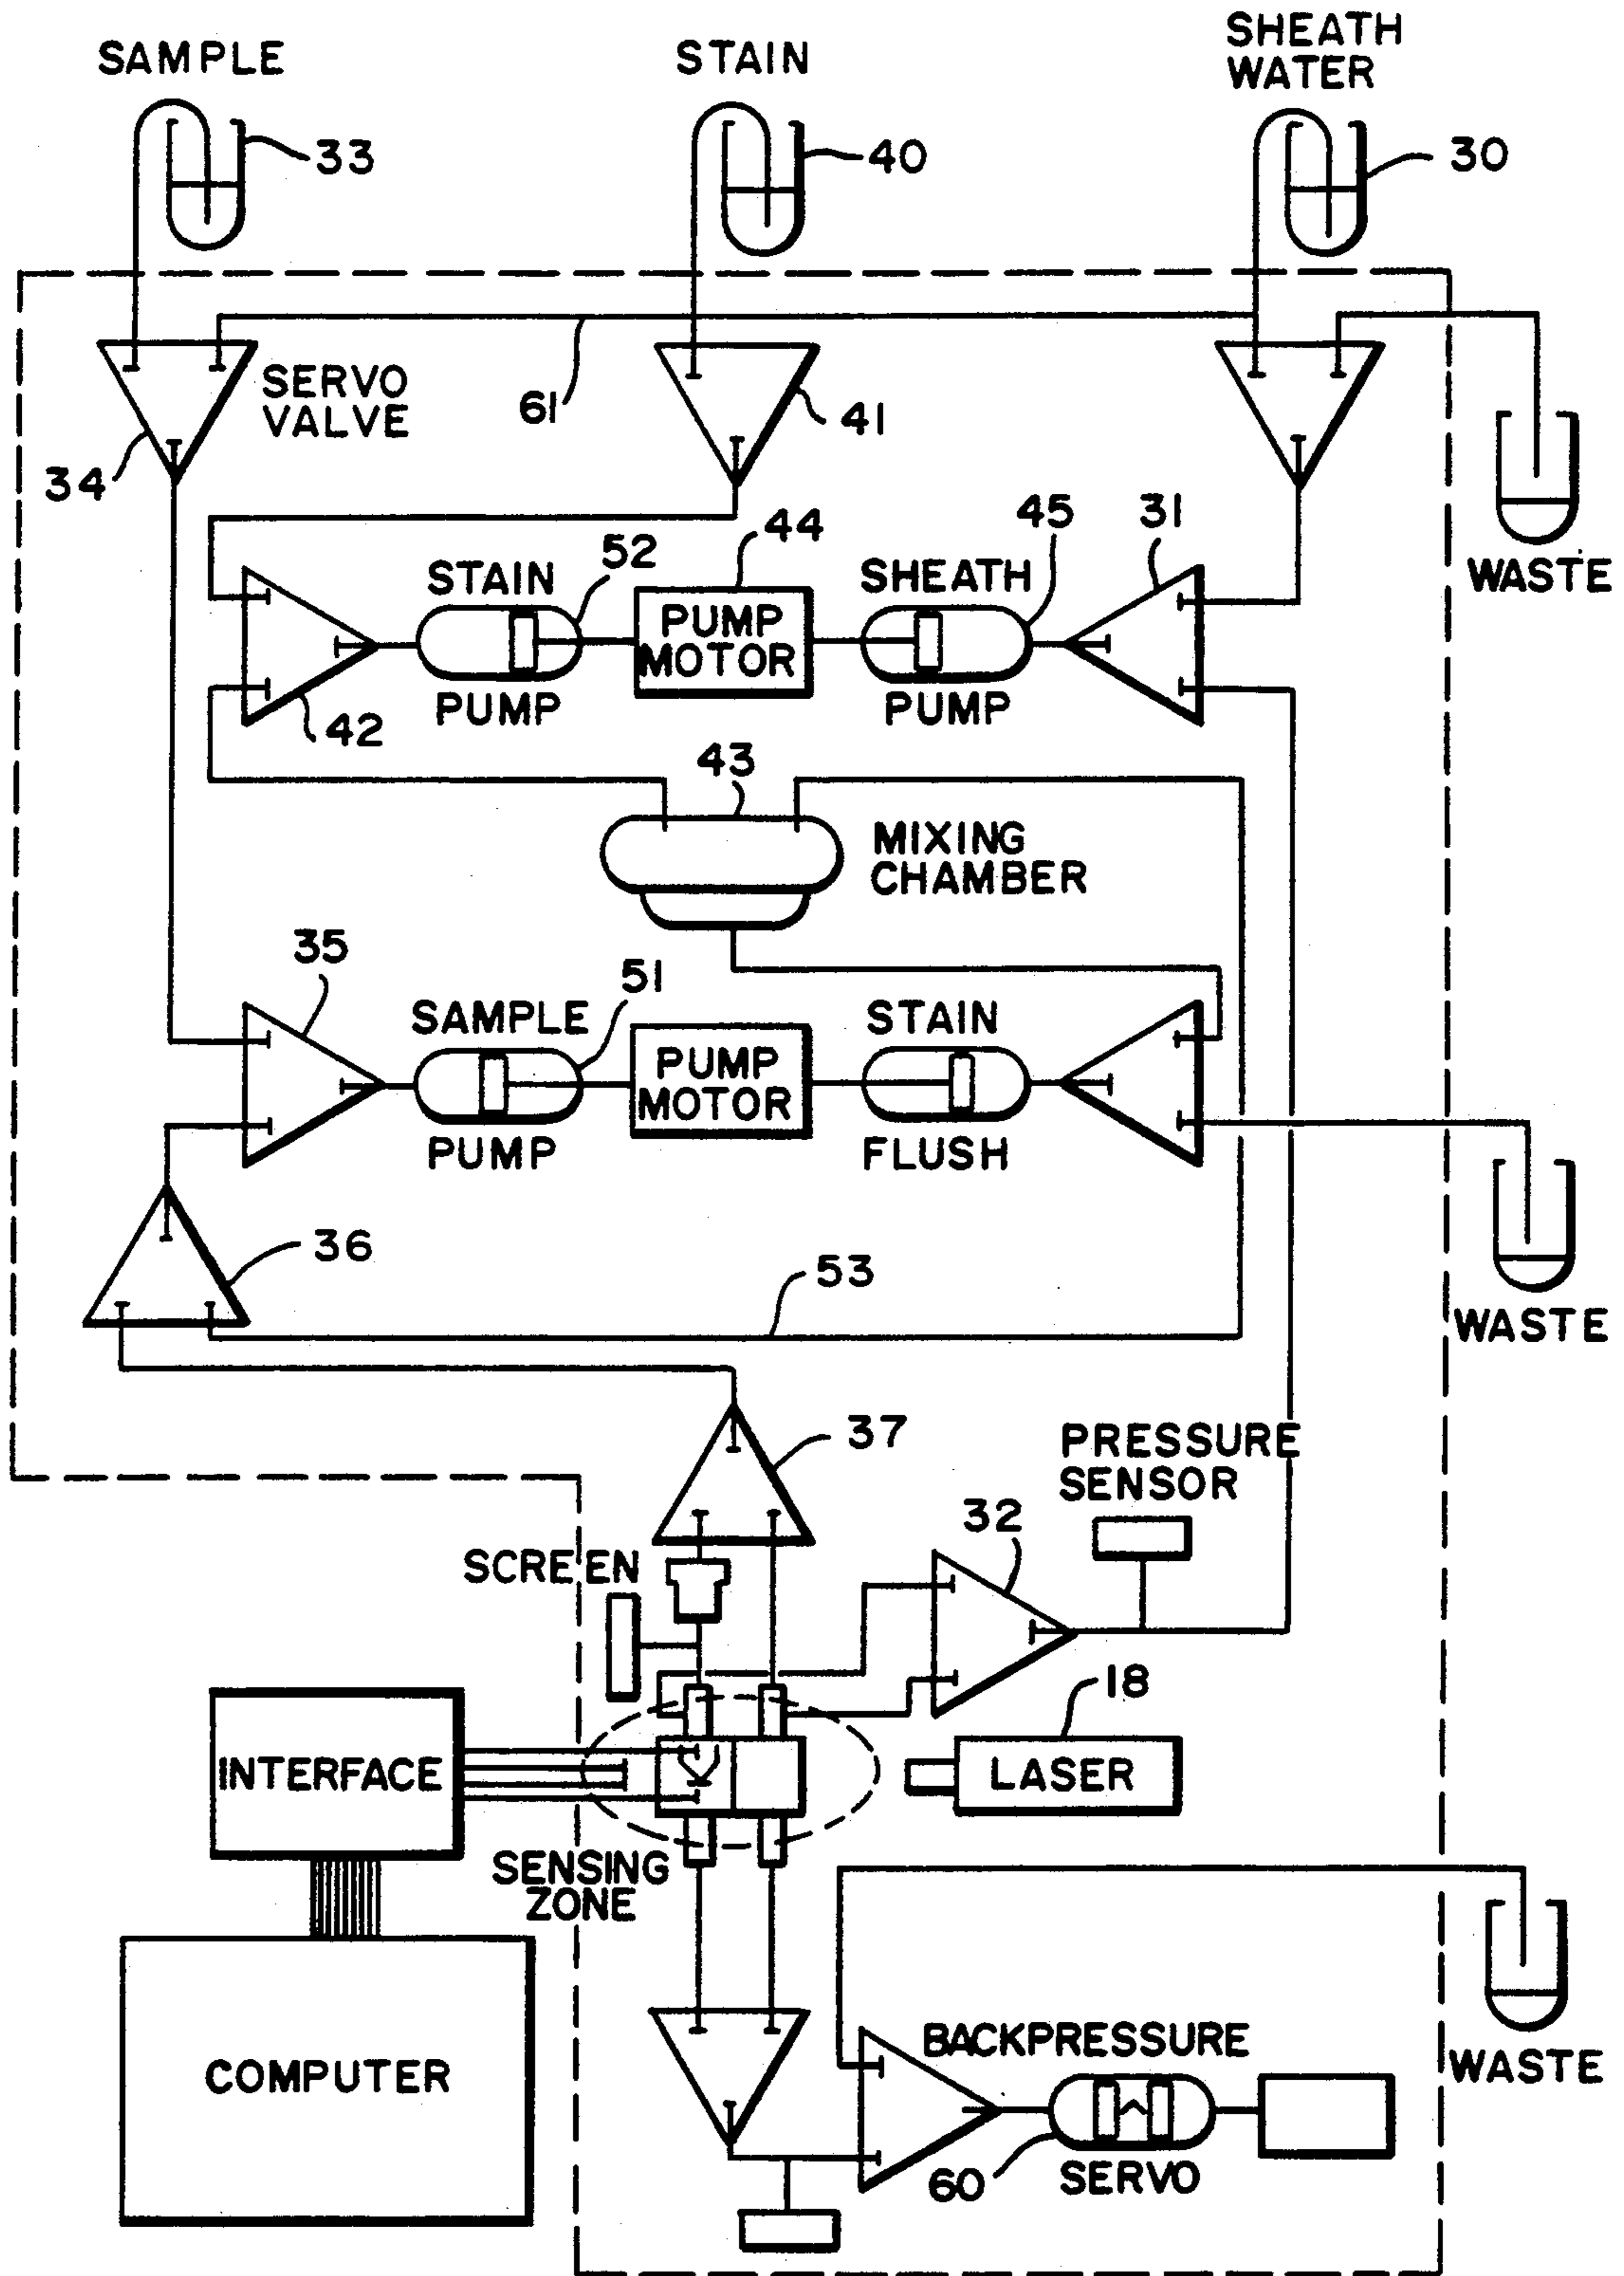 SAMPLE
STAIN
SHEATH
WATER
33
40
30
SERVO
VALVE
34
61
41
WASTE
STAIN
52
PUMP
44
PUMP
MOTOR
SHEATH
45
PUMP
31
42
43
MIXING
CHAMBER
35
SAMPLE
51
PUMP
PUMP
MOTOR
STAIN
FLUSH
36
53
WASTE
37
PRESSURE
SENSOR
32
SCREEN
18
LASER
INTERFACE
SENSING
ZONE
COMPUTER
BACKPRESSURE
60
SERVO
WASTE